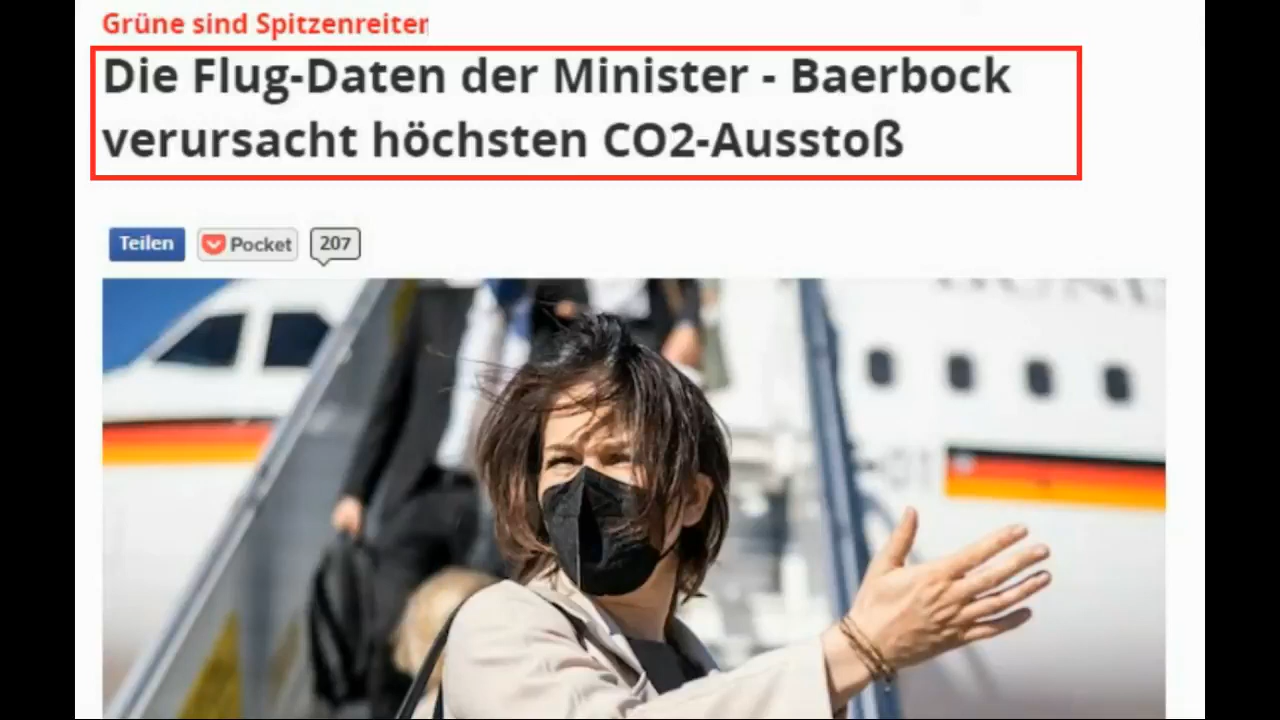 Grüne sind Spitzenreiter
Die Flug-Daten der Minister - Baerbock
verursacht höchsten CO2-Ausstoß
Teilen
Pocket
207